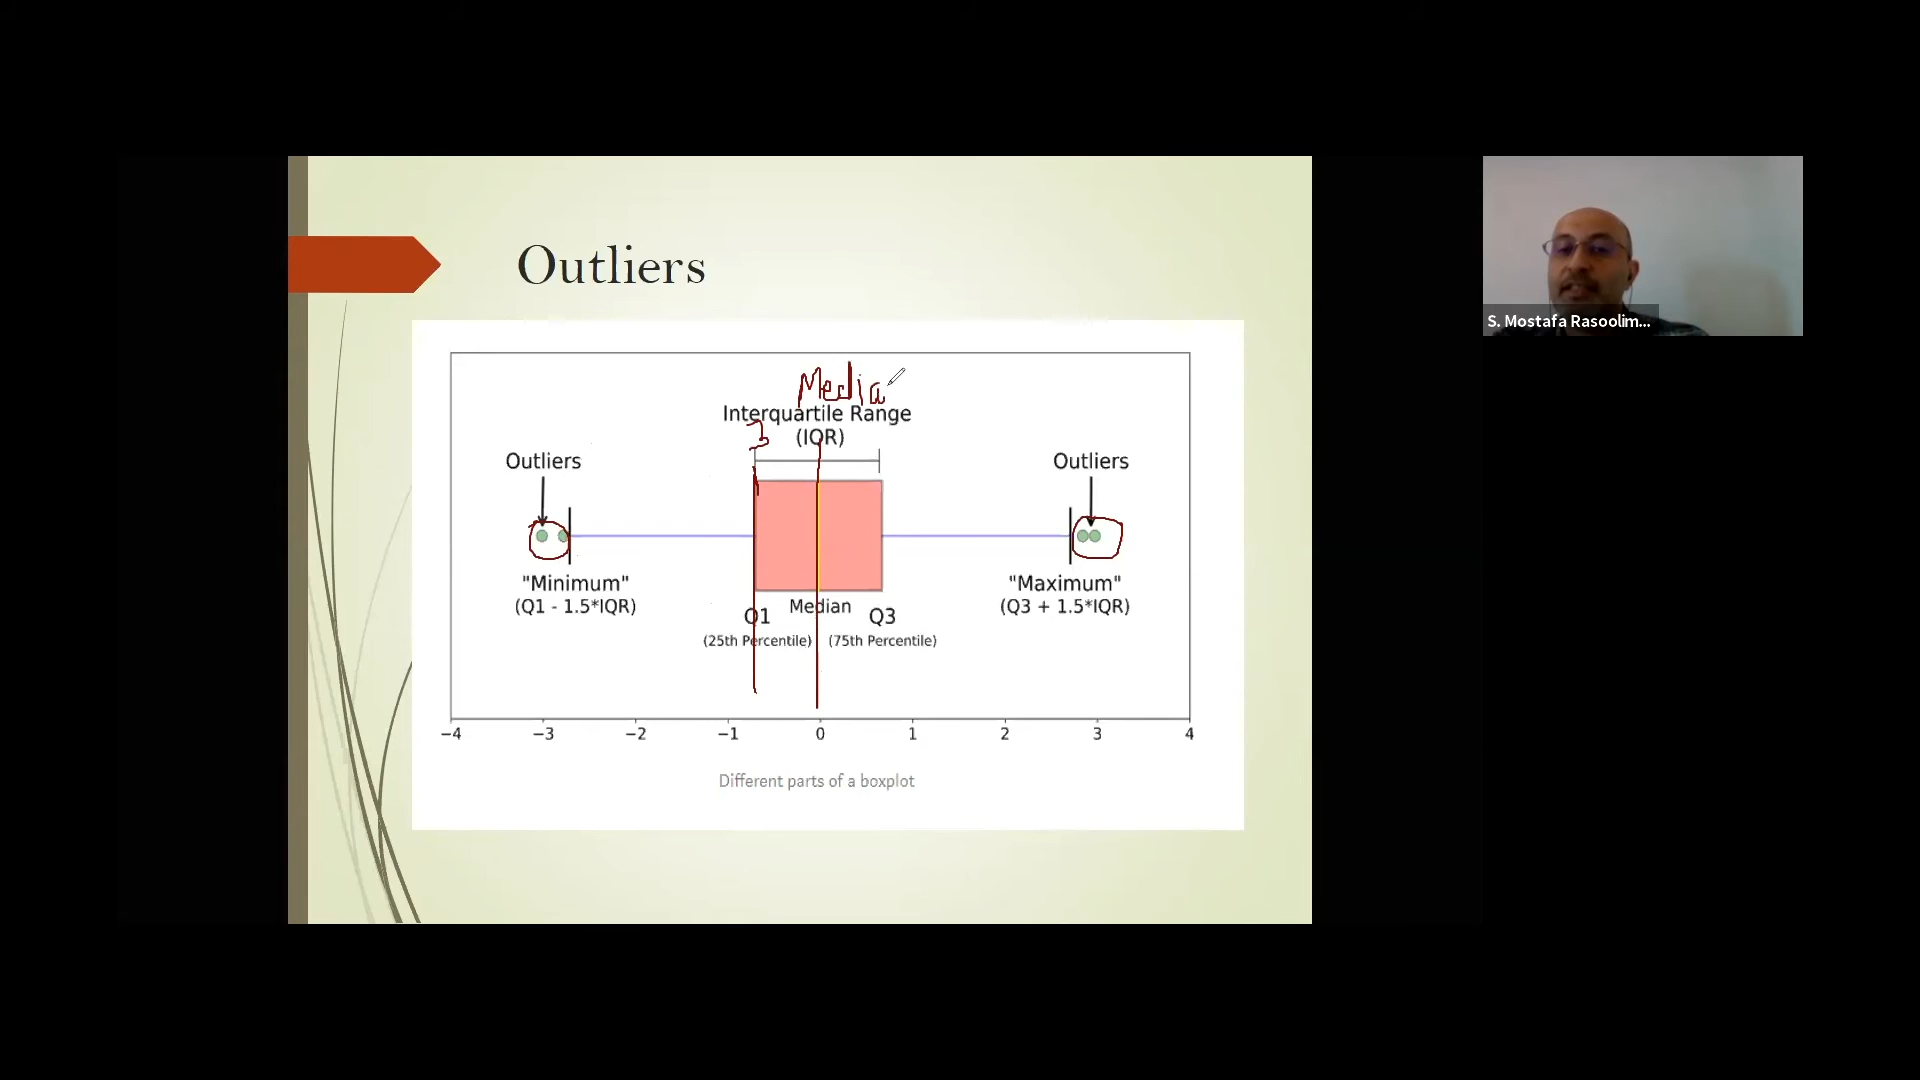 Outliers
Media
Interquartile Range
(IQR)
Outliers
Outliers
"Minimum"
(Q1 - 1.5*IQR)
"Maximum"
(Q3 + 1.5*IQR)
Median
Q1
Q3
(25th Percentile)
(75th Percentile)
−4 −3 −2 −1 0 1 2 3 4
Different parts of a boxplot
S. Mostafa Rasoolim...